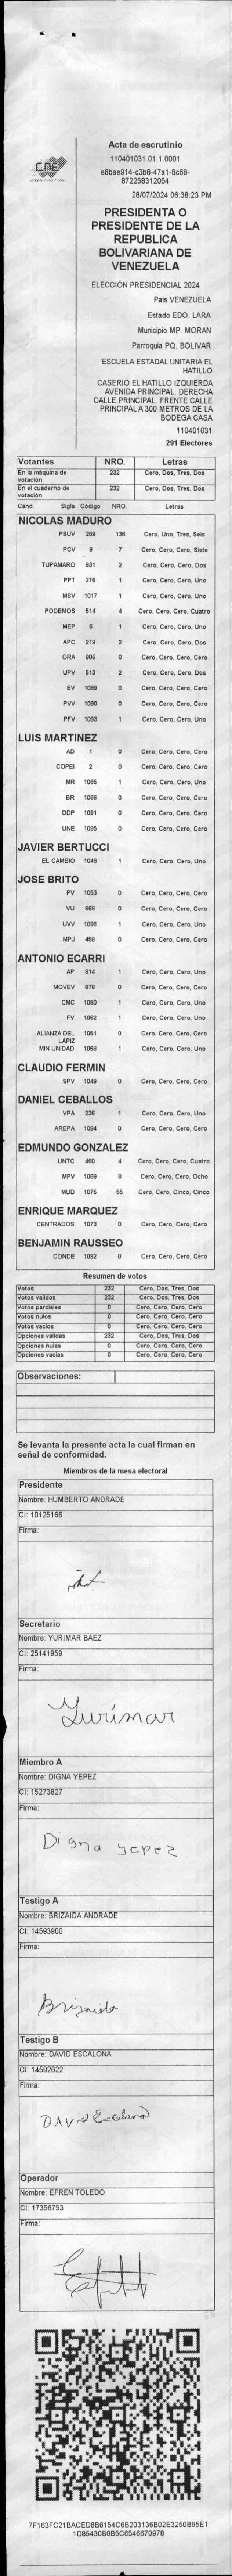 CNE
Acta de escrutinio
110401031.01.1.0001
e8bae914-c3b8-47a1-8c68-
872258312054
28/07/2024 06:38:23 PM
PRESIDENTA O
PRESIDENTE DE LA
REPUBLICA
BOLIVARIANA DE
VENEZUELA
ELECCIÓN PRESIDENCIAL 2024
País VENEZUELA
Estado EDO. LARA
Municipio MP. MORAN
Parroquia PQ. BOLIVAR
ESCUELA ESTADAL UNITARIA EL
HATILLO
CASERIO EL HATILLO IZQUIERDA
AVENIDA PRINCIPAL. DERECHA
CALLE PRINCIPAL. FRENTE CALLE
PRINCIPAL A 300 METROS DE LA
BODEGA CASA
110401031
291 Electores
Votantes NRO. Letras
En la máquina de votación 232 Cero, Dos, Tres, Dos
En el cuaderno de votación 232 Cero, Dos, Tres, Dos
Cand. Sigla Código NRO. Letras
NICOLAS MADURO
PSUV 269 136 Cero, Uno, Tres, Seis
PCV 9 7 Cero, Cero, Cero, Siete
TUPAMARO 931 2 Cero, Cero, Cero, Dos
PPT 276 1 Cero, Cero, Cero, Uno
MSV 1017 1 Cero, Cero, Cero, Uno
PODEMOS 514 4 Cero, Cero, Cero, Cuatro
MEP 6 1 Cero, Cero, Cero, Uno
APC 219 2 Cero, Cero, Cero, Dos
ORA 906 0 Cero, Cero, Cero, Cero
UPV 513 2 Cero, Cero, Cero, Dos
EV 1089 0 Cero, Cero, Cero, Cero
PVV 1090 0 Cero, Cero, Cero, Cero
PFV 1093 1 Cero, Cero, Cero, Uno
LUIS MARTINEZ
AD 1 0 Cero, Cero, Cero, Cero
COPEI 2 0 Cero, Cero, Cero, Cero
MR 1065 1 Cero, Cero, Cero, Uno
BR 1066 0 Cero, Cero, Cero, Cero
DDP 1091 0 Cero, Cero, Cero, Cero
UNE 1095 0 Cero, Cero, Cero, Cero
JAVIER BERTUCCI
EL CAMBIO 1048 1 Cero, Cero, Cero, Uno
JOSE BRITO
PV 1053 0 Cero, Cero, Cero, Cero
VU 969 0 Cero, Cero, Cero, Cero
UVV 1096 1 Cero, Cero, Cero, Uno
MPJ 458 0 Cero, Cero, Cero, Cero
ANTONIO ECARRI
AP 814 1 Cero, Cero, Cero, Uno
MOVEV 879 0 Cero, Cero, Cero, Cero
CMC 1050 1 Cero, Cero, Cero, Uno
FV 1062 1 Cero, Cero, Cero, Uno
ALIANZA DEL LAPIZ 1051 0 Cero, Cero, Cero, Cero
MIN UNIDAD 1068 1 Cero, Cero, Cero, Uno
CLAUDIO FERMIN
SPV 1049 0 Cero, Cero, Cero, Cero
DANIEL CEBALLOS
VPA 236 1 Cero, Cero, Cero, Uno
AREPA 1094 0 Cero, Cero, Cero, Cero
EDMUNDO GONZALEZ
UNTC 460 4 Cero, Cero, Cero, Cuatro
MPV 1069 8 Cero, Cero, Cero, Ocho
MUD 1075 55 Cero, Cero, Cinco, Cinco
ENRIQUE MARQUEZ
CENTRADOS 1073 0 Cero, Cero, Cero, Cero
BENJAMIN RAUSSEO
CONDE 1092 0 Cero, Cero, Cero, Cero
Resumen de votos
Votos 232 Cero, Dos, Tres, Dos
Votos validos 232 Cero, Dos, Tres, Dos
Votos parciales 0 Cero, Cero, Cero, Cero
Votos nulos 0 Cero, Cero, Cero, Cero
Votos vacios 0 Cero, Cero, Cero, Cero
Opciones validas 232 Cero, Dos, Tres, Dos
Opciones nulas 0 Cero, Cero, Cero, Cero
Opciones vacías 0 Cero, Cero, Cero, Cero
Observaciones:
Se levanta la presente acta la cual firman en
señal de conformidad.
Miembros de la mesa electoral
Presidente
Nombre: HUMBERTO ANDRADE
CI: 10125166
Firma:
Secretario
Nombre: YURIMAR BAEZ
CI: 25141959
Firma:
Yurimar
Miembro A
Nombre: DIGNA YEPEZ
CI: 15273827
Firma:
Digna yepez
Testigo A
Nombre: BRIZAIDA ANDRADE
CI: 14593900
Firma:
Brizaida
Testigo B
Nombre: DAVID ESCALONA
CI: 14592622
Firma:
DAVID Escalona
Operador
Nombre: EFREN TOLEDO
CI: 17356753
Firma:
7F163FC21BACED8B6154C6B203136B02E3250B95E1
1D85430B0B5C6546670978